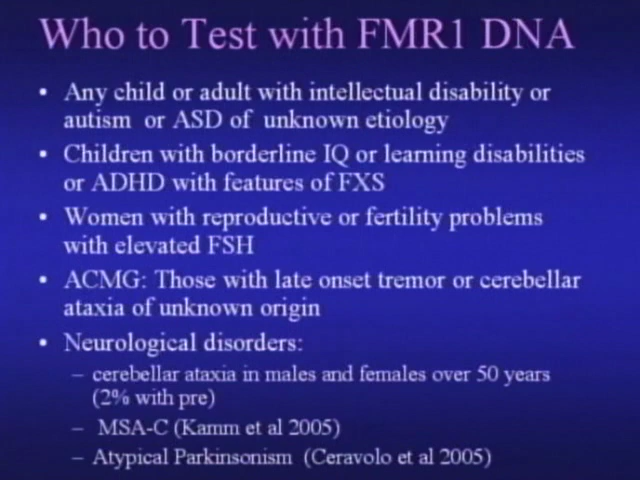 Who to Test with FMR1 DNA
• Any child or adult with intellectual disability or
autism or ASD of unknown etiology
• Children with borderline IQ or learning disabilities
or ADHD with features of FXS
• Women with reproductive or fertility problems
with elevated FSH
• ACMG: Those with late onset tremor or cerebellar
ataxia of unknown origin
• Neurological disorders:
– cerebellar ataxia in males and females over 50 years
(2% with pre)
– MSA-C (Kamm et al 2005)
– Atypical Parkinsonism (Ceravolo et al 2005)